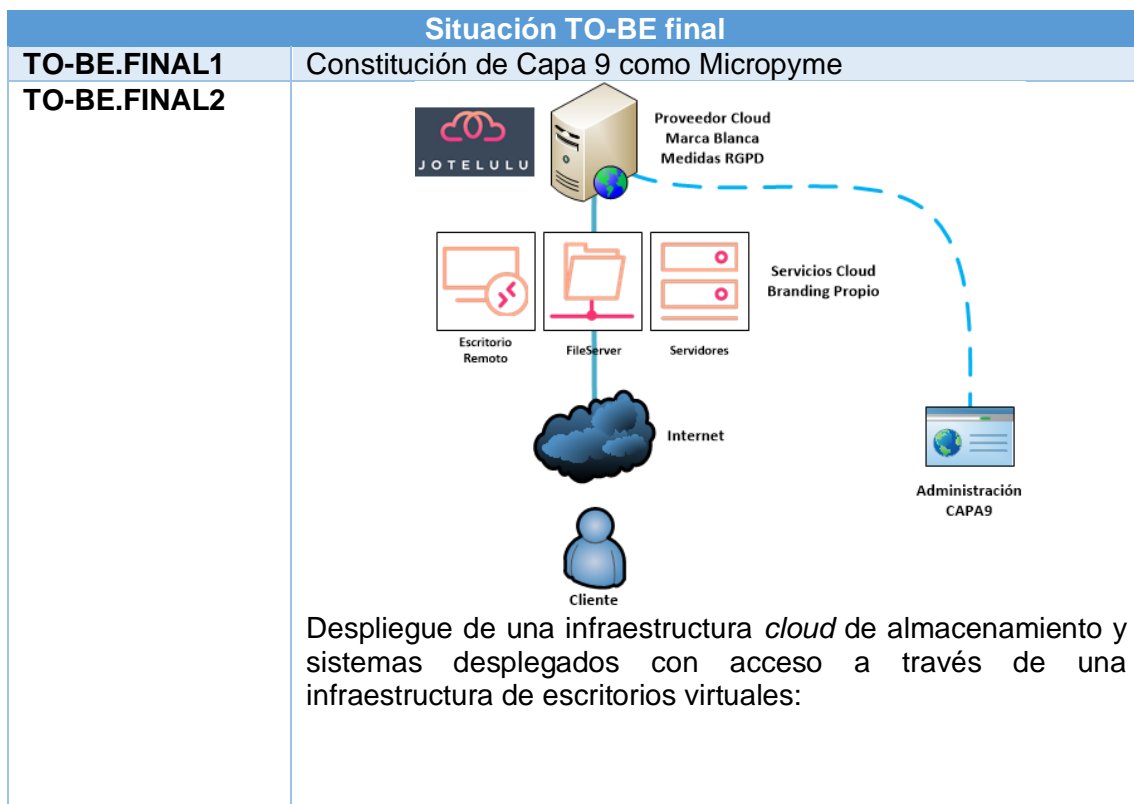 Situación TO-BE final
TO-BE.FINAL1
Constitución de Capa 9 como Micropyme
TO-BE.FINAL2
JOTELULU
Proveedor Cloud
Marca Blanca
Medidas RGPD
Servicios Cloud
Branding Propio
Escritorio
Remoto
FileServer
Servidores
Internet
Administración
CAPA9
Cliente
Despliegue de una infraestructura cloud de almacenamiento y
sistemas desplegados con acceso a través de una
infraestructura de escritorios virtuales: